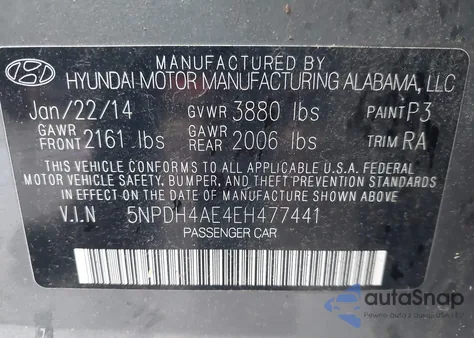 MANUFACTURED BY
HYUNDAI MOTOR MANUFACTURING ALABAMA, LLC
Jan/22/14 GVWR 3880 lbs PAINT P3
GAWR FRONT 2161 lbs GAWR REAR 2006 lbs TRIM RA
THIS VEHICLE CONFORMS TO ALL APPLICABLE U.S.A. FEDERAL
MOTOR VEHICLE SAFETY, BUMPER, AND THEFT PREVENTION STANDARDS
IN EFFECT ON THE DATE OF MANUFACTURE SHOWN ABOVE.
V.I.N 5NPDH4AE4EH477441
PASSENGER CAR
autoSnap